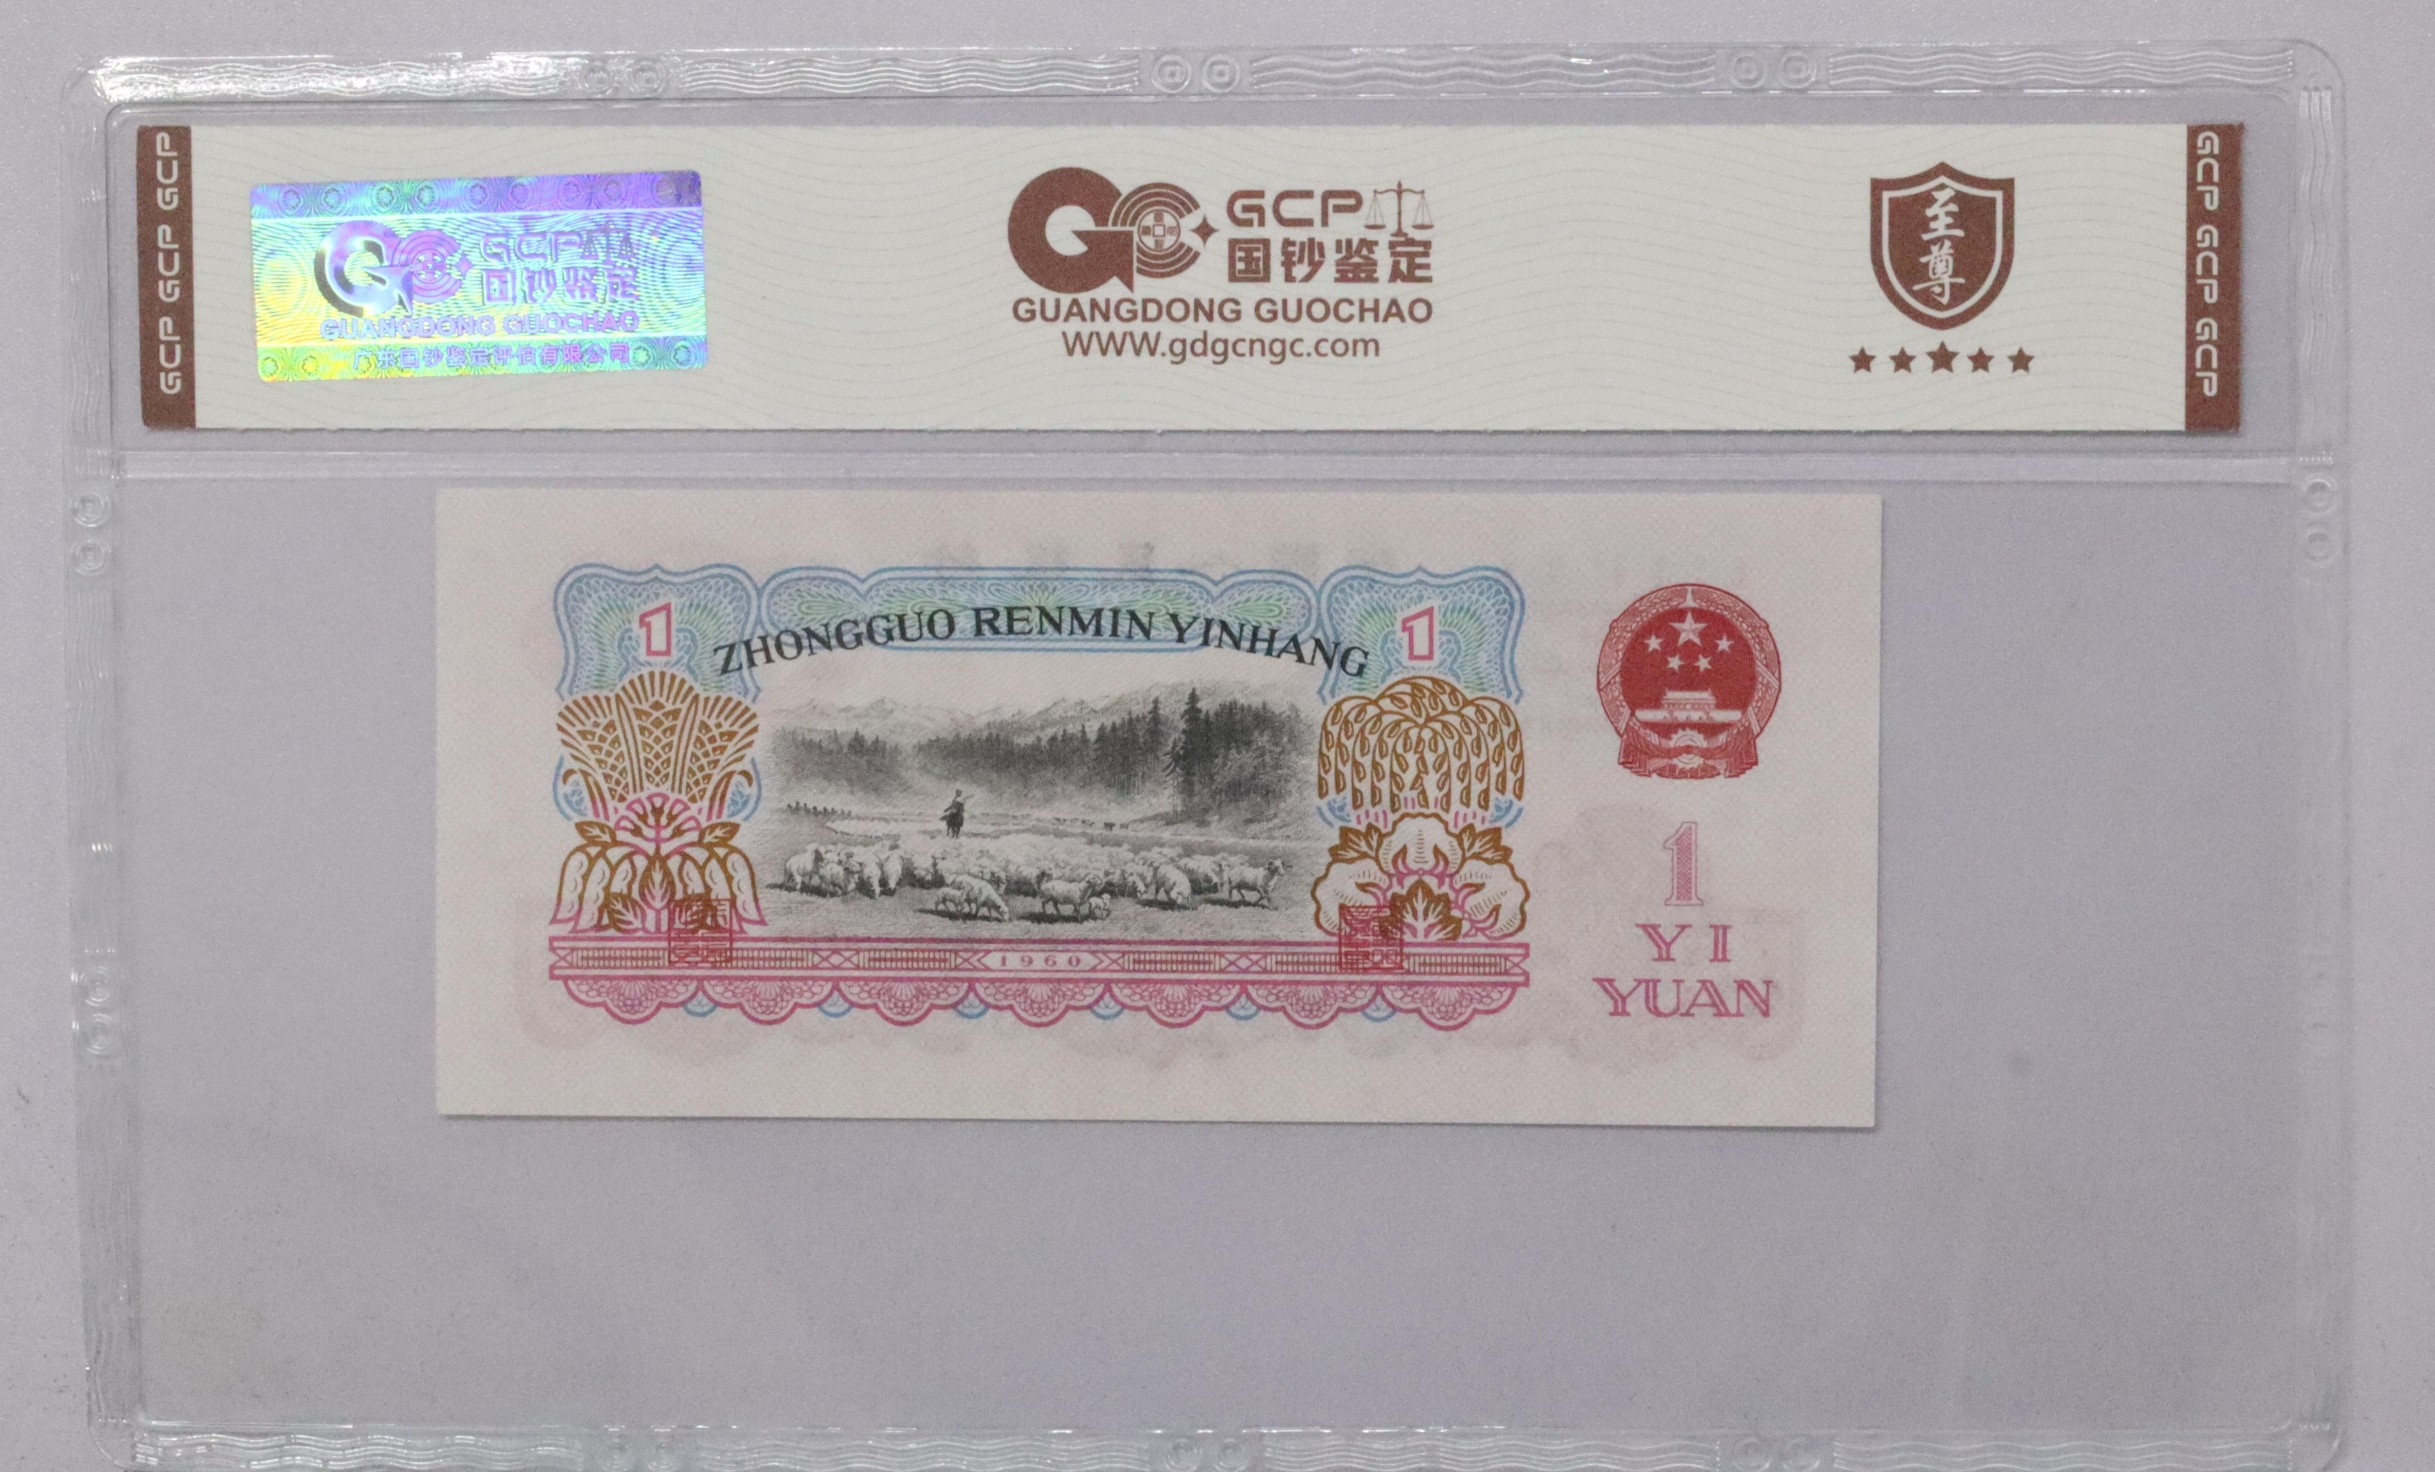 GCP GCP GCP
GCP
国钞鉴定
GUANGDONG GUOCHAO
广东国钞鉴定评估有限公司
GCP
国钞鉴定
GUANGDONG GUOCHAO
WWW.gdgcngc.com
至尊
GCP GCP GCP
1
ZHONGGUO RENMIN YINHANG
1
1960
1
YI
YUAN